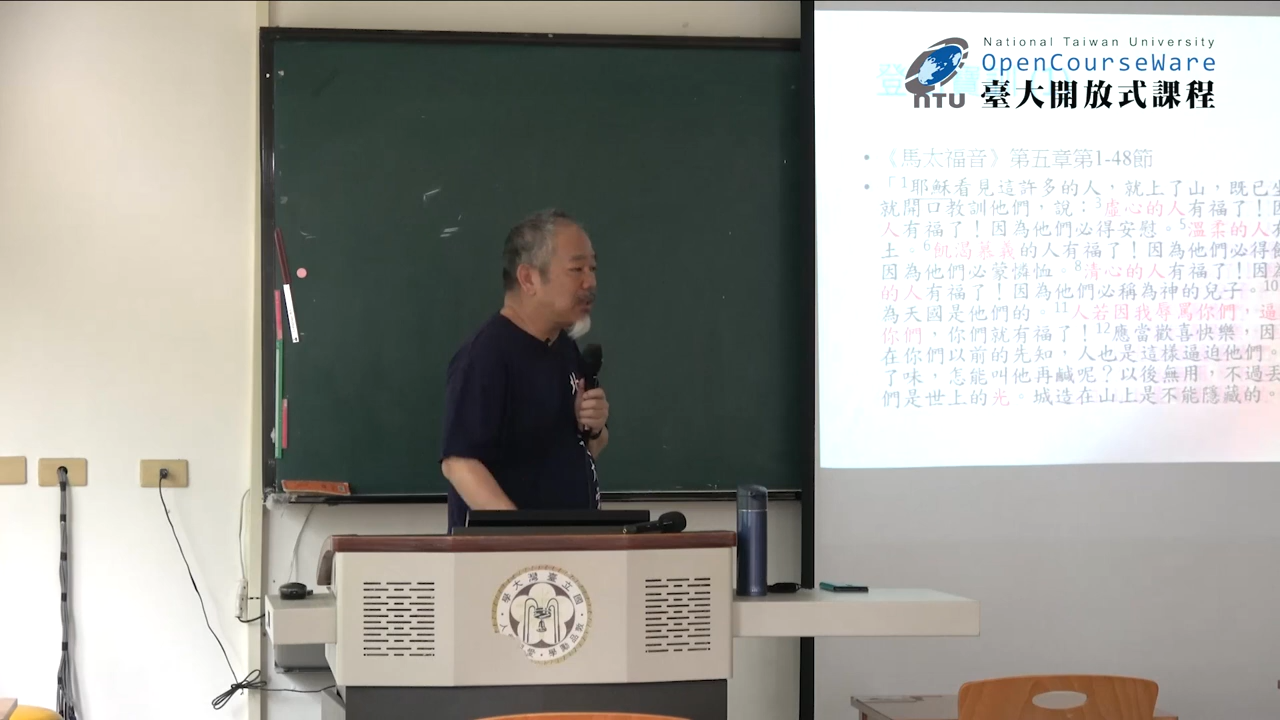 National Taiwan University
OpenCourseWare
NTU
臺大開放式課程
登
• 《馬太福音》第五章第1-48節
• 「1耶穌看見這許多的人，就上了山，既已坐
就開口教訓他們，說：3虛心的人有福了！因
人有福了！因為他們必得安慰。5溫柔的人有
土。6飢渴慕義的人有福了！因為他們必得飽
因為他們必蒙憐恤。8清心的人有福了！因為
的人有福了！因為他們必稱為神的兒子。10
為天國是他們的。11人若因我辱罵你們，逼
你們，你們就有福了！12應當歡喜快樂，因
在你們以前的先知，人也是這樣逼迫他們。
了味，怎能叫他再鹹呢？以後無用，不過丟
們是世上的光。城造在山上是不能隱藏的。
學大灣臺立國